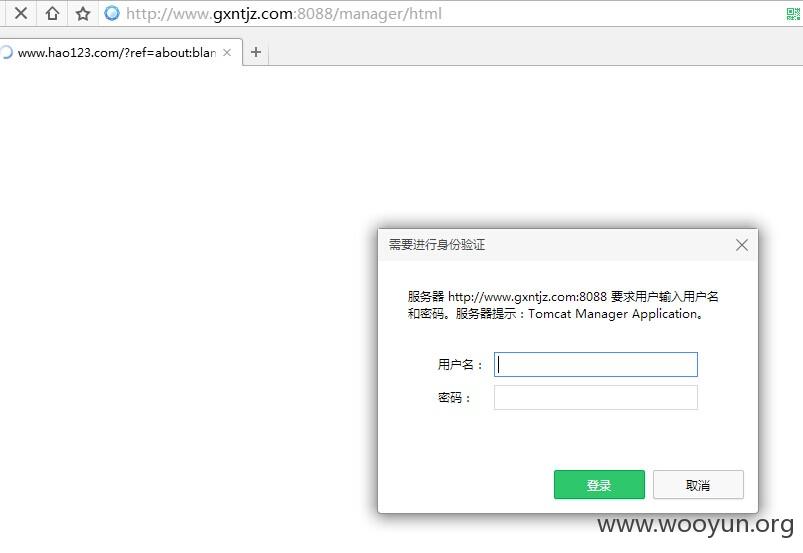 http://www.gxntjz.com:8088/manager/html
www.hao123.com/?ref=about:blan
需要进行身份验证
服务器 http://www.gxntjz.com:8088 要求用户输入用户名
和密码。服务器提示：Tomcat Manager Application。
用户名：
密码：
登录
取消
www.wooyun.org